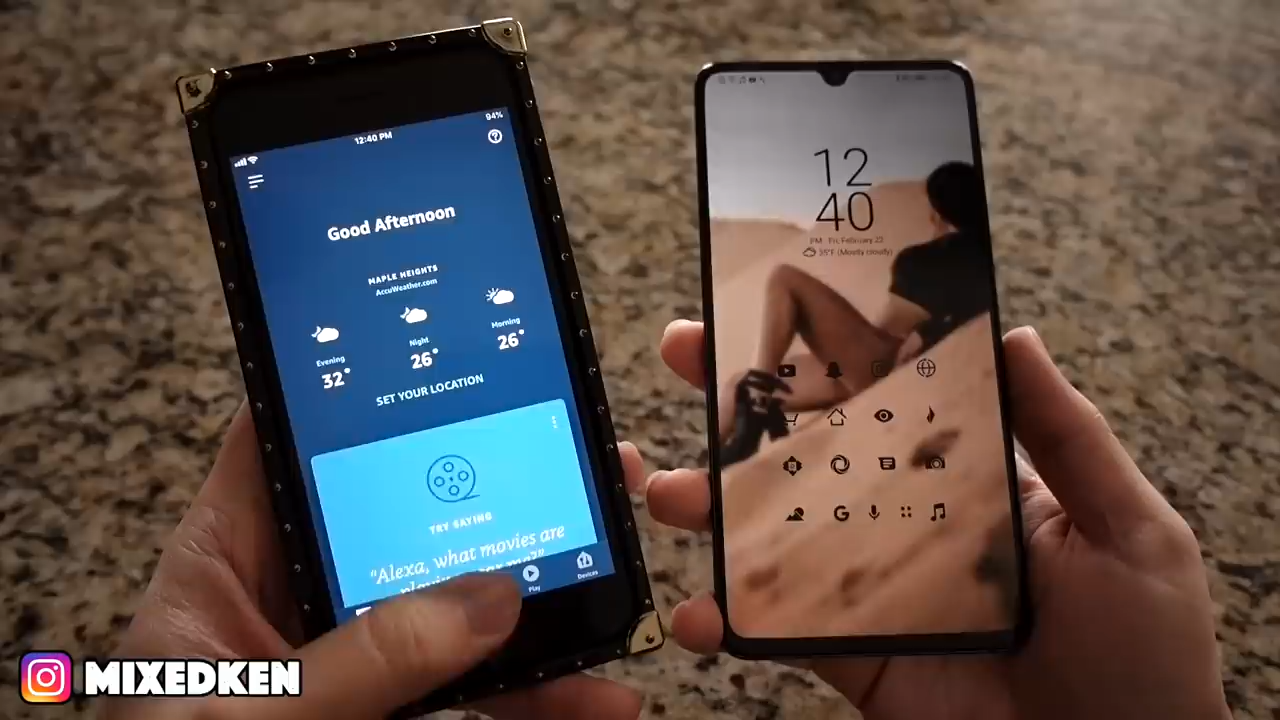 94%
12:40 PM
Good Afternoon
MAPLE HEIGHTS
AccuWeather.com
Evening
32°
Night
26°
Morning
26°
SET YOUR LOCATION
TRY SAYING
"Alexa, what movies are
Play
Devices
12
40
PM Fri, February 22
35°F (Mostly cloudy)
G
MIXEDKEN